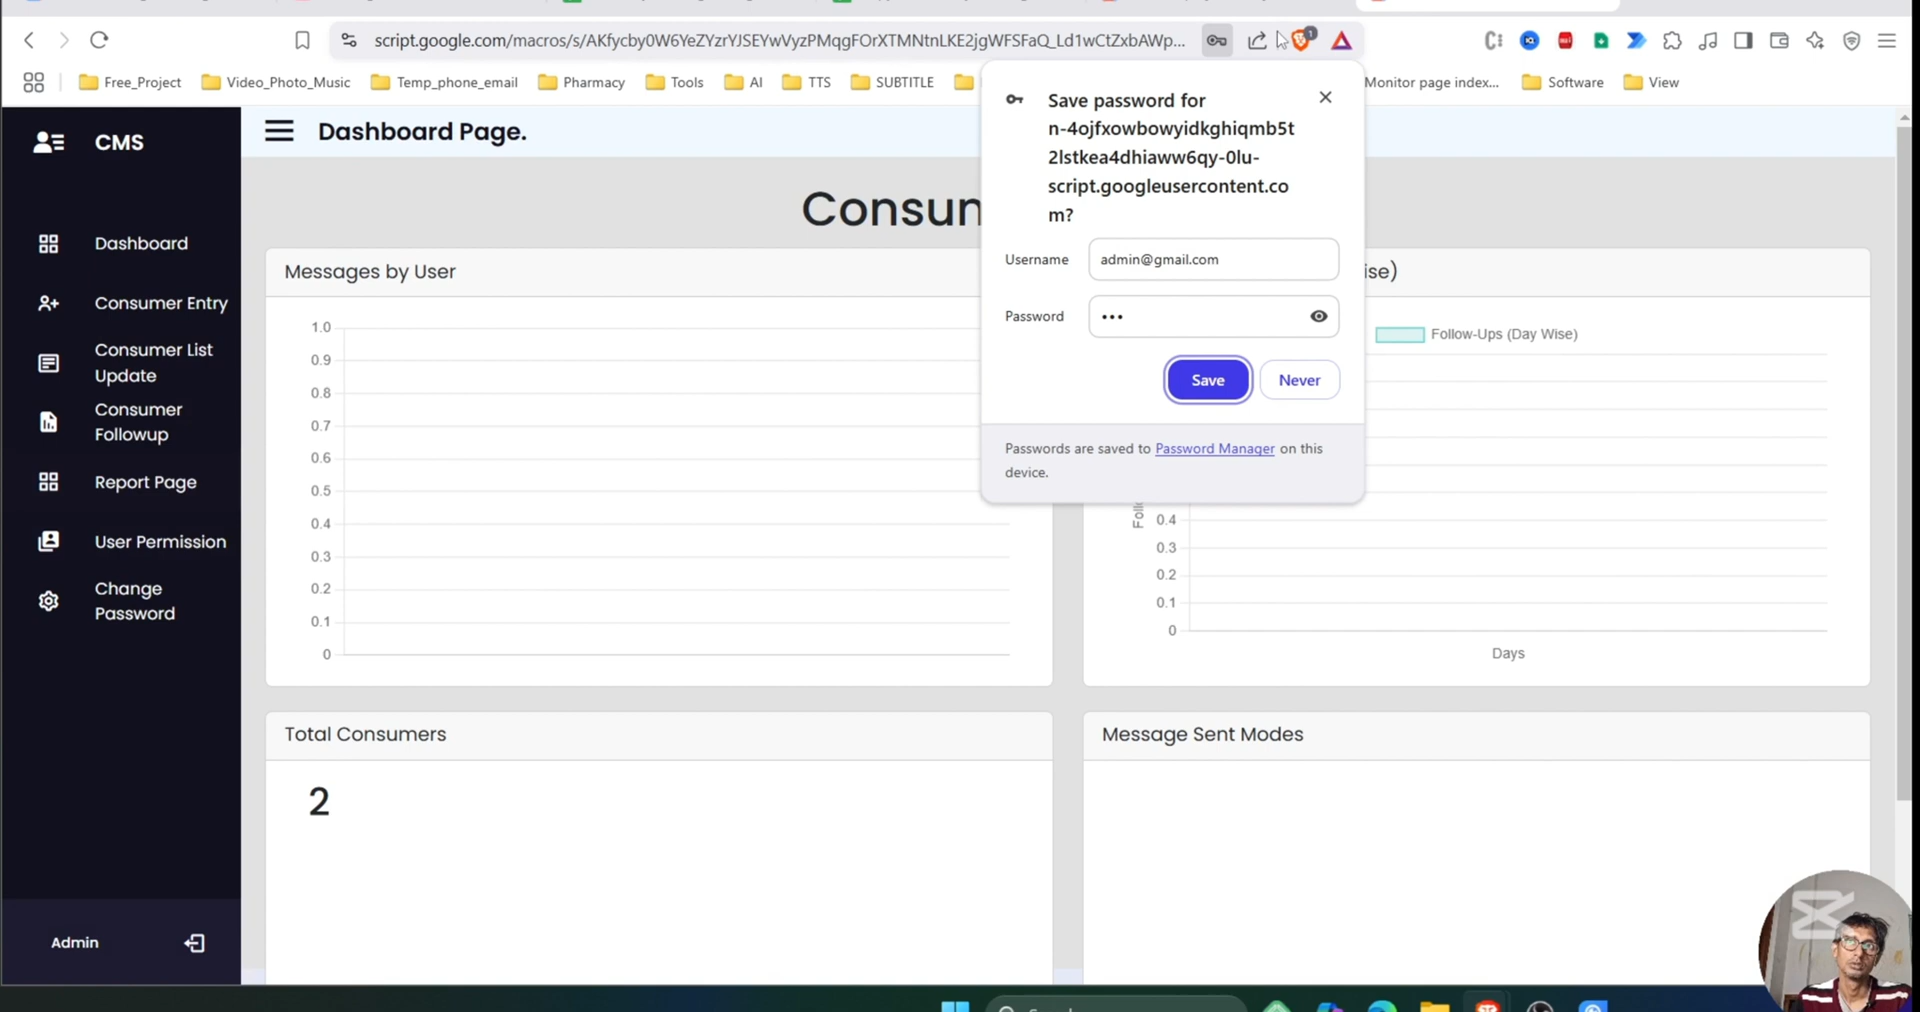 script.google.com/macros/s/AKfycby0W6YeZYzrYJSEYwVyzPMqgFOrXTMNtnLKE2jgWFSFaQ_Ld1wCtZxbAWp...
1
Free_Project
Video_Photo_Music
Temp_phone_email
Pharmacy
Tools
AI
TTS
SUBTITLE
Monitor page index...
Software
View
CMS
Dashboard Page.
Save password for
n-4ojfxowbowyidkghiqmb5t
2lstkea4dhiaww6qy-0lu-
script.googleusercontent.co
m?
Username
admin@gmail.com
Password
•••
Save
Never
Passwords are saved to Password Manager on this
device.
Dashboard
Consumer Entry
Consumer List
Update
Consumer
Followup
Report Page
User Permission
Change
Password
Admin
Consum
Messages by User
1.0
0.9
0.8
0.7
0.6
0.5
0.4
0.3
0.2
0.1
0
ise)
Follow-Ups (Day Wise)
Foll
0.4
0.3
0.2
0.1
0
Days
Total Consumers
2
Message Sent Modes